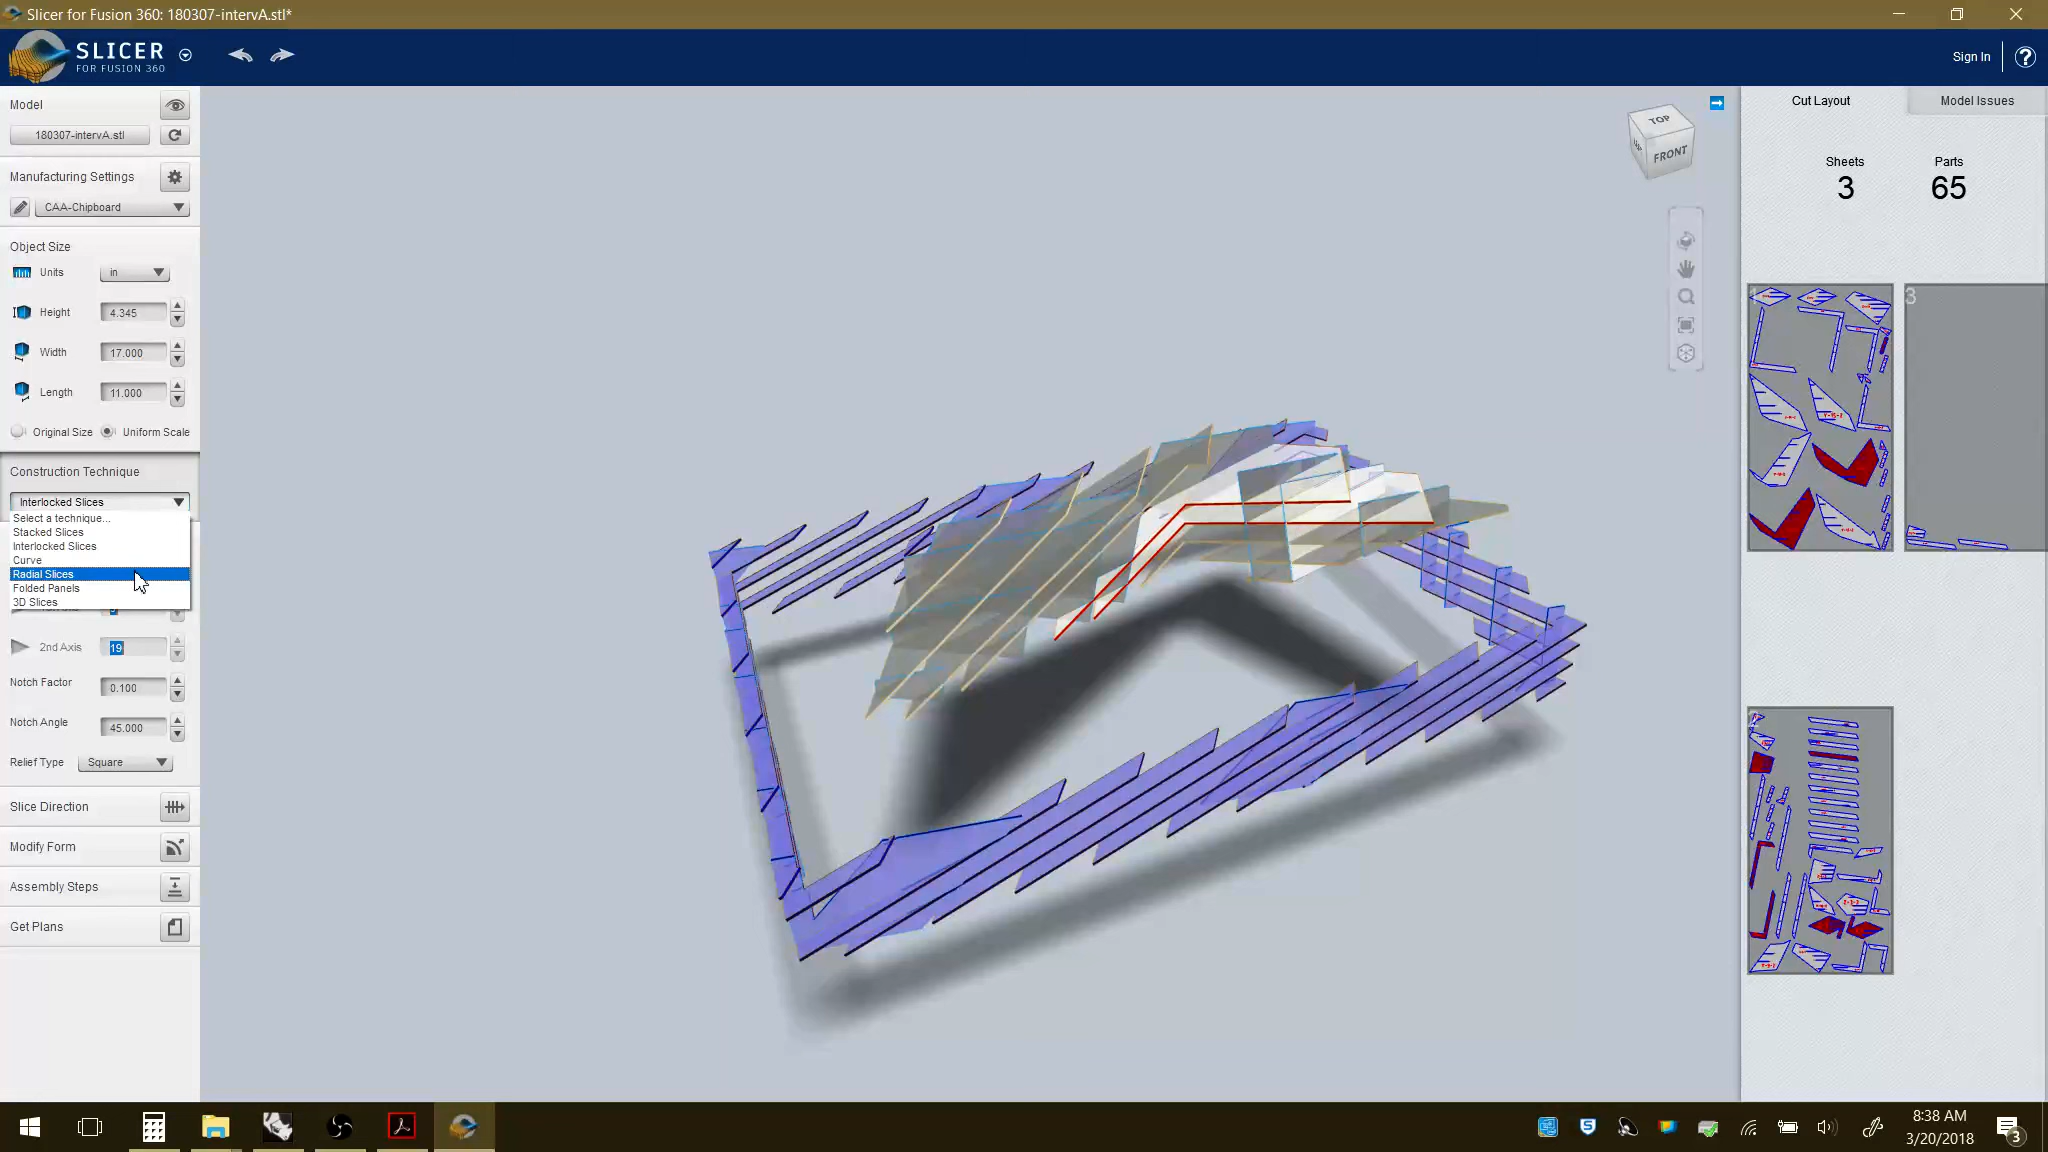 Slicer for Fusion 360: 180307-intervA.stl*
SLICER
FOR FUSION 360
Sign In
?
Model
180307-intervA.stl
Manufacturing Settings
CAA-Chipboard
Object Size
Units in
Height 4.345
Width 17.000
Length 11.000
Original Size Uniform Scale
Construction Technique
Interlocked Slices
Select a technique...
Stacked Slices
Interlocked Slices
Curve
Radial Slices
Folded Panels
3D Slices
2nd Axis 19
Notch Factor 0.100
Notch Angle 45.000
Relief Type Square
Slice Direction
Modify Form
Assembly Steps
Get Plans
TOP
FRONT
Cut Layout Model Issues
Sheets Parts
3 65
3
8:38 AM
3/20/2018
3